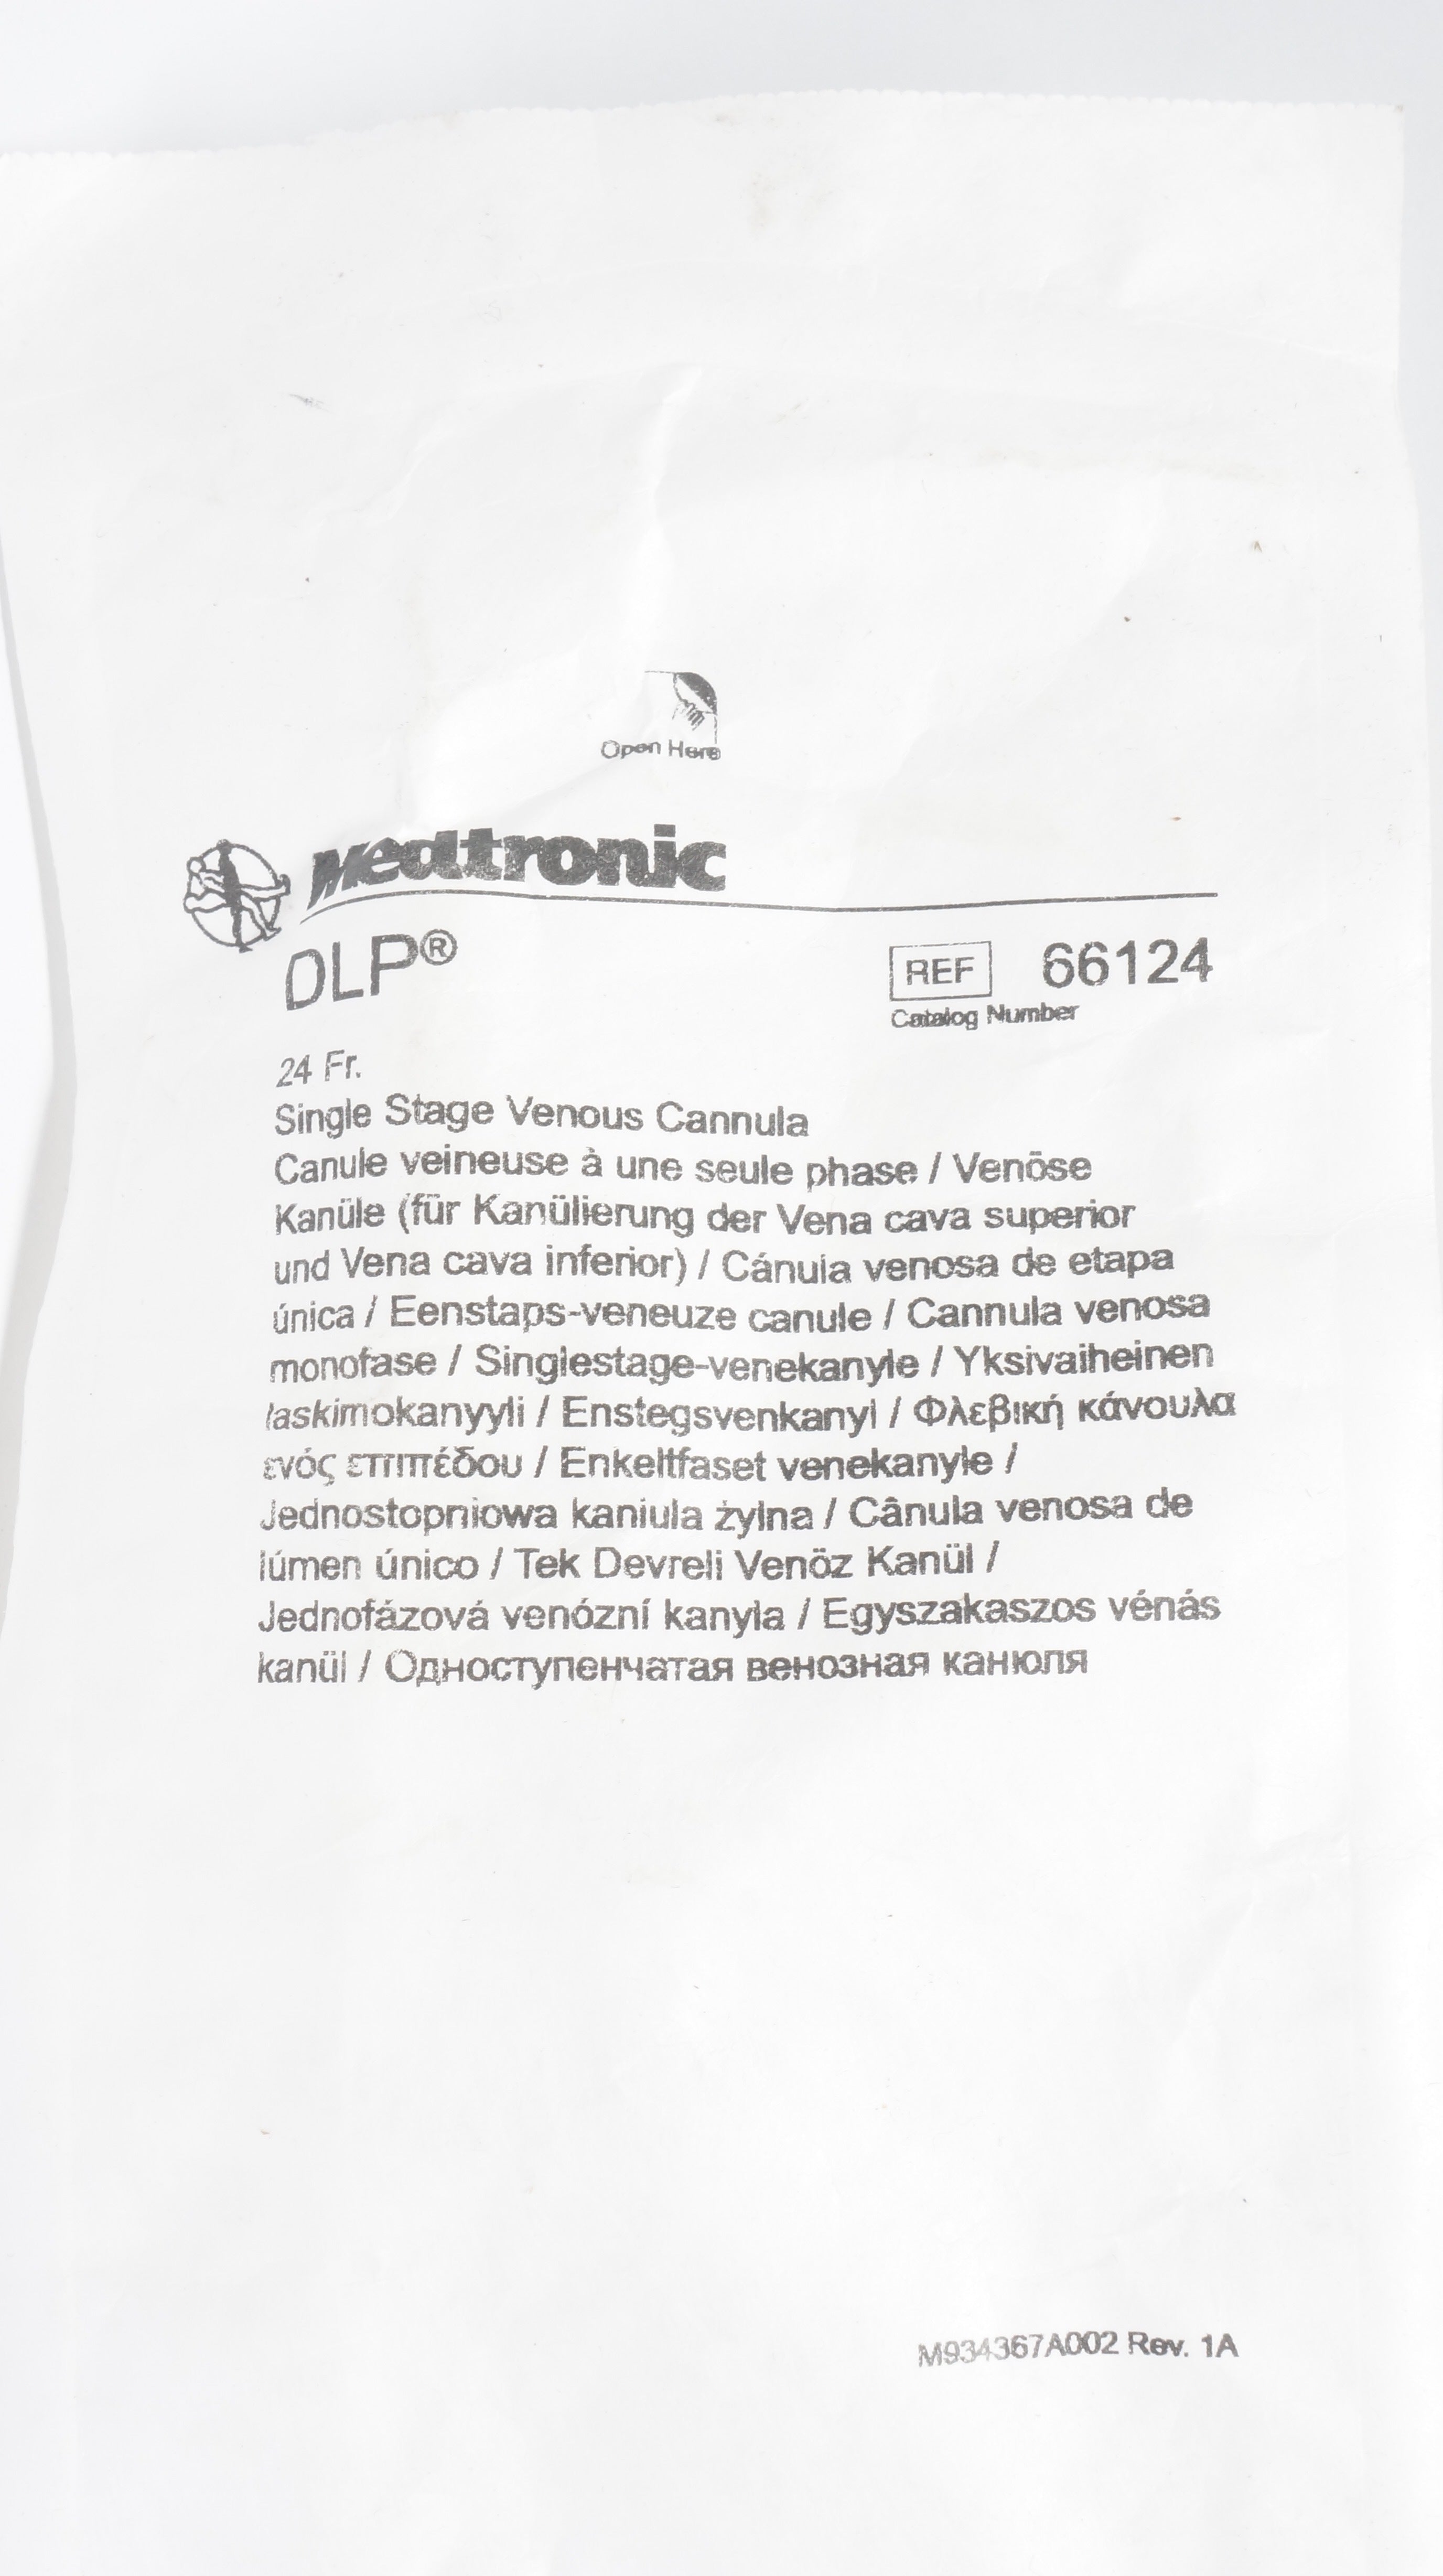 Open Here
Medtronic
DLP®
REF 66124
Catalog Number
24 Fr.
Single Stage Venous Cannula
Canule veineuse à une seule phase / Venöse
Kanüle (für Kanülierung der Vena cava superior
und Vena cava inferior) / Cánula venosa de etapa
única / Eenstaps-veneuze canule / Cannula venosa
monofase / Singlestage-venekanyle / Yksivaiheinen
laskimokanyyli / Enstegsvenkanyl / Φλεβική κάνουλα
ενός επιπέδου / Enkeltfaset venekanyle /
Jednostopniowa kaniula żylna / Cânula venosa de
lúmen único / Tek Devreli Venöz Kanül /
Jednofázová venózní kanyla / Egyszakaszos vénás
kanül / Одноступенчатая венозная канюля
M934367A002 Rev. 1A